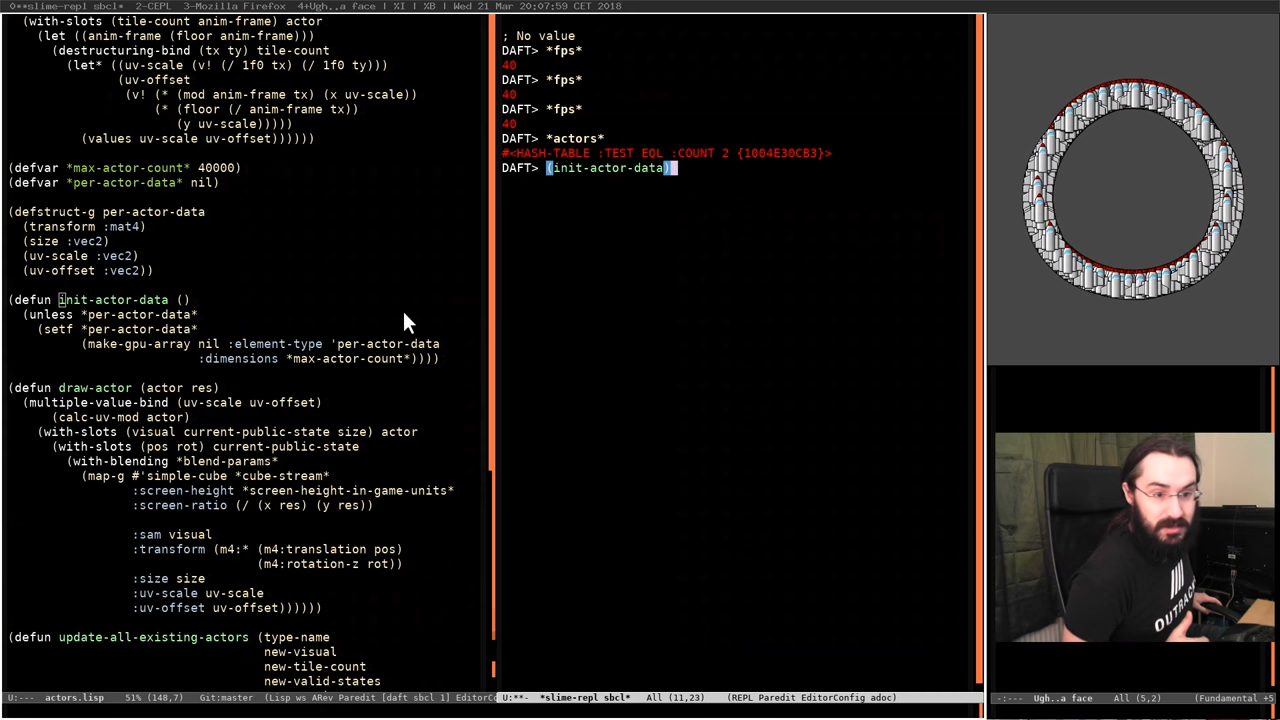 0**slime-repl sbcl* 2-CEPL 3-Mozilla Firefox 4+Ugh..a face | %I | %B | Wed 21 Mar 20:07:59 CET 2018
(with-slots (tile-count anim-frame) actor
(let ((anim-frame (floor anim-frame)))
(destructuring-bind (tx ty) tile-count
(let* ((uv-scale (v! (/ 1f0 tx) (/ 1f0 ty)))
(uv-offset
(v! (* (mod anim-frame tx) (x uv-scale))
(* (floor (/ anim-frame tx))
(y uv-scale)))))
(values uv-scale uv-offset))))))
(defvar *max-actor-count* 40000)
(defvar *per-actor-data* nil)
(defstruct-g per-actor-data
(transform :mat4)
(size :vec2)
(uv-scale :vec2)
(uv-offset :vec2))
(defun init-actor-data ()
(unless *per-actor-data*
(setf *per-actor-data*
(make-gpu-array nil :element-type 'per-actor-data
:dimensions *max-actor-count*))))
(defun draw-actor (actor res)
(multiple-value-bind (uv-scale uv-offset)
(calc-uv-mod actor)
(with-slots (visual current-public-state size) actor
(with-slots (pos rot) current-public-state
(with-blending *blend-params*
(map-g #'simple-cube *cube-stream*
:screen-height *screen-height-in-game-units*
:screen-ratio (/ (x res) (y res))
:sam visual
:transform (m4:* (m4:translation pos)
(m4:rotation-z rot))
:size size
:uv-scale uv-scale
:uv-offset uv-offset))))))
(defun update-all-existing-actors (type-name
new-visual
new-tile-count
new-valid-states
U:--- actors.lisp 51% (148,7) Git:master (Lisp ws ARev Paredit [daft sbcl 1] EditorCo
; No value
DAFT> *fps*
40
DAFT> *fps*
40
DAFT> *fps*
40
DAFT> *actors*
#<HASH-TABLE :TEST EQL :COUNT 2 {1004E30CB3}>
DAFT> (init-actor-data)
U:**- *slime-repl sbcl* All (11,23) (REPL Paredit EditorConfig adoc)
OUTRACKS
-:--- Ugh..a face All (5,2) (Fundamental +5